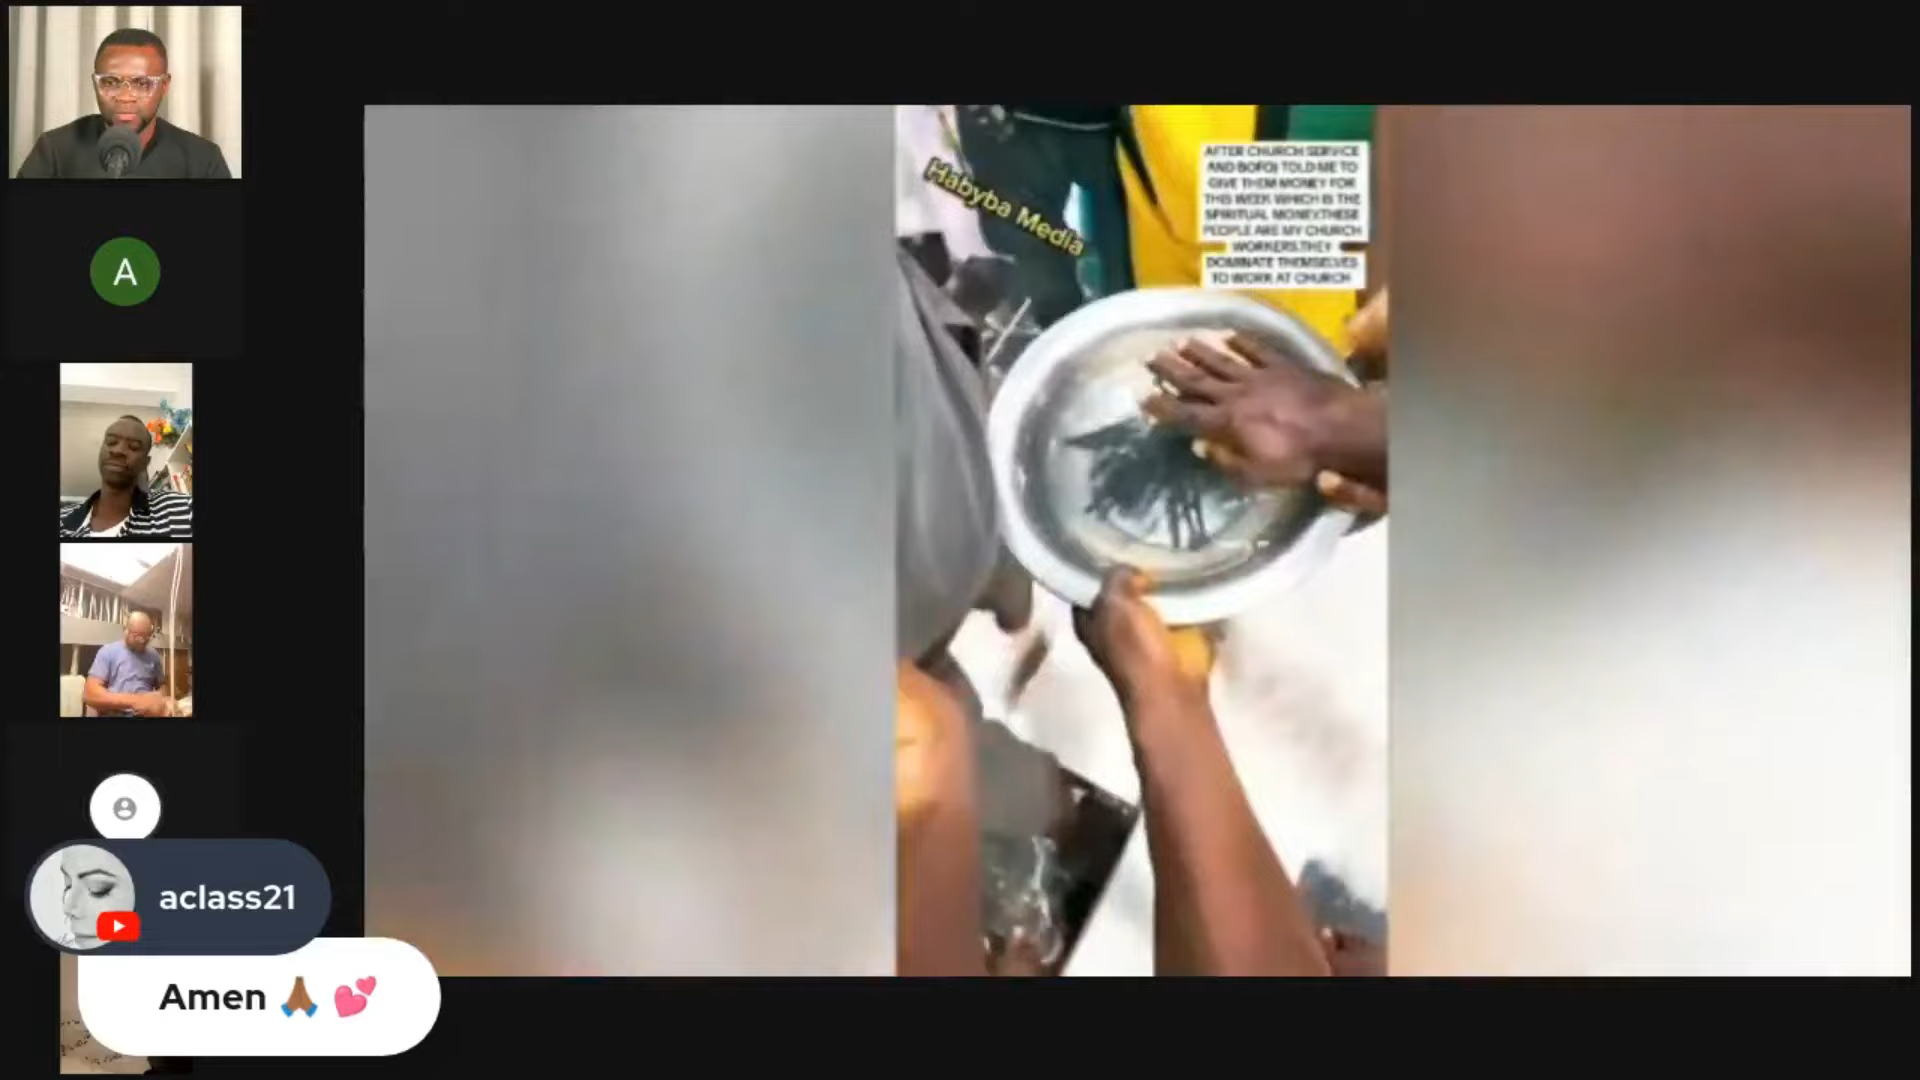 A
Habyba Media
AFTER CHURCH SERVICE
AND BOFOJ TOLD ME TO
GIVE THEM MONEY FOR
THIS WEEK WHICH IS THE
SPIRITUAL MONEY.THESE
PEOPLE ARE MY CHURCH
WORKERS.THEY
DOMINATE THEMSELVES
TO WORK AT CHURCH
aclass21
Amen 🙏🏾 💕